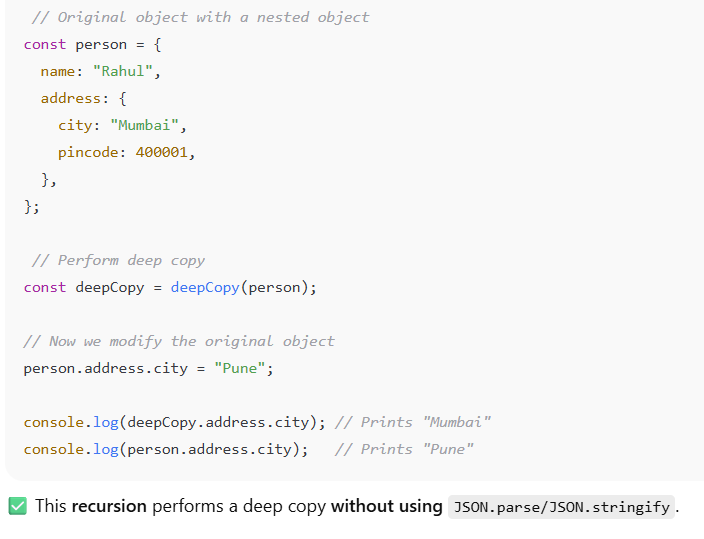 // Original object with a nested object
const person = {
name: "Rahul",
address: {
city: "Mumbai",
pincode: 400001,
},
};
// Perform deep copy
const deepCopy = deepCopy(person);
// Now we modify the original object
person.address.city = "Pune";
console.log(deepCopy.address.city); // Prints "Mumbai"
console.log(person.address.city); // Prints "Pune"
✅ This recursion performs a deep copy without using JSON.parse/JSON.stringify.